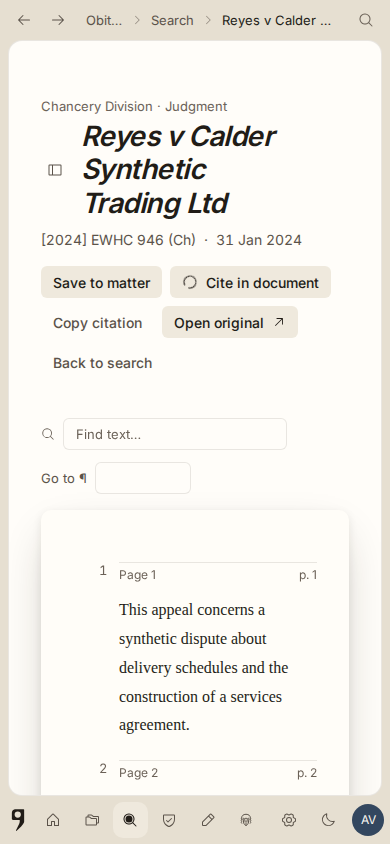 Obit... Search Reyes v Calder ...
Chancery Division · Judgment
Reyes v Calder
Synthetic
Trading Ltd
[2024] EWHC 946 (Ch) · 31 Jan 2024
Save to matter Cite in document
Copy citation Open original
Back to search
Find text...
Go to ¶
1 Page 1 p. 1
This appeal concerns a
synthetic dispute about
delivery schedules and the
construction of a services
agreement.
2 Page 2 p. 2
AV